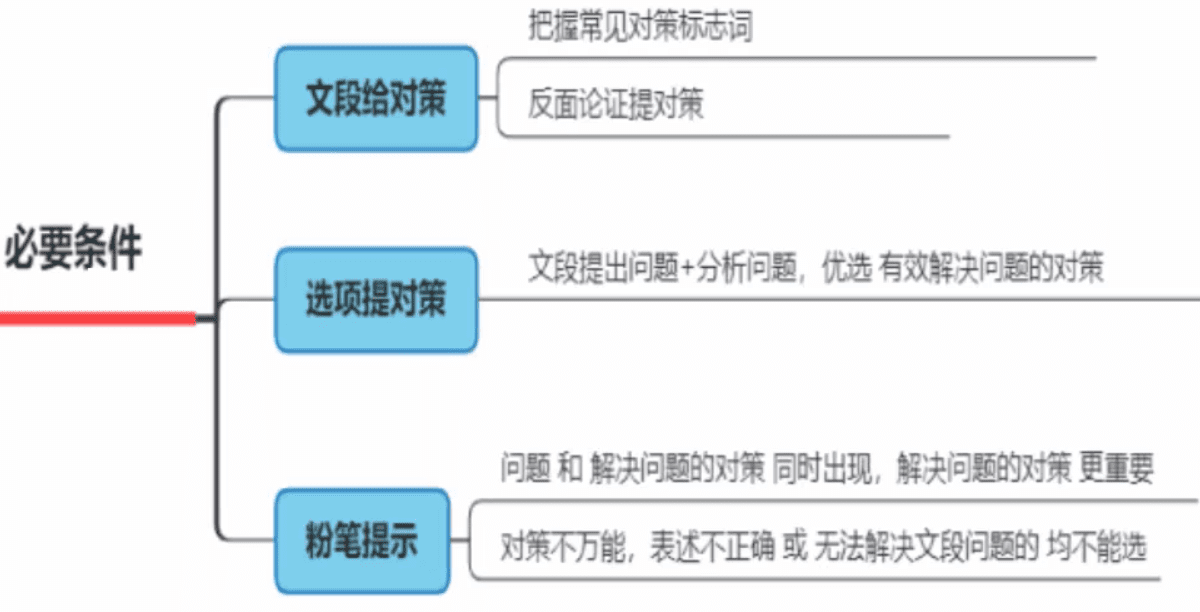 把握常见对策标志词
文段给对策
反面论证提对策
必要条件
文段提出问题+分析问题，优选 有效解决问题的对策
选项提对策
问题 和 解决问题的对策 同时出现，解决问题的对策 更重要
粉笔提示
对策不万能，表述不正确 或 无法解决文段问题的 均不能选